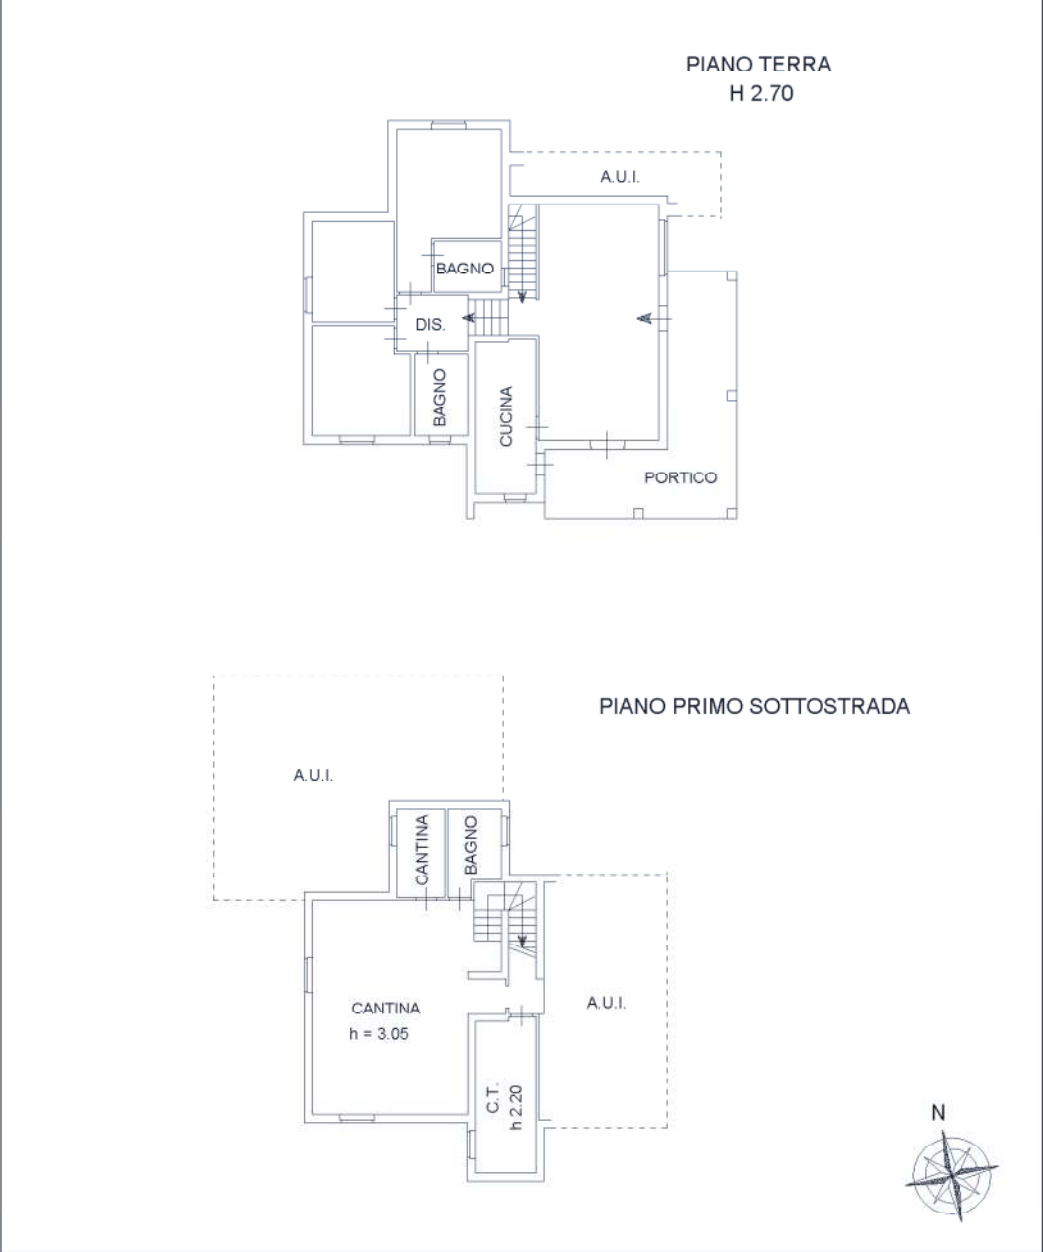 PIANO TERRA
H 2.70
A.U.I.
BAGNO
DIS.
BAGNO
CUCINA
PORTICO
PIANO PRIMO SOTTOSTRADA
A.U.I.
CANTINA
BAGNO
CANTINA
h = 3.05
A.U.I.
C.T.
h 2.20
N